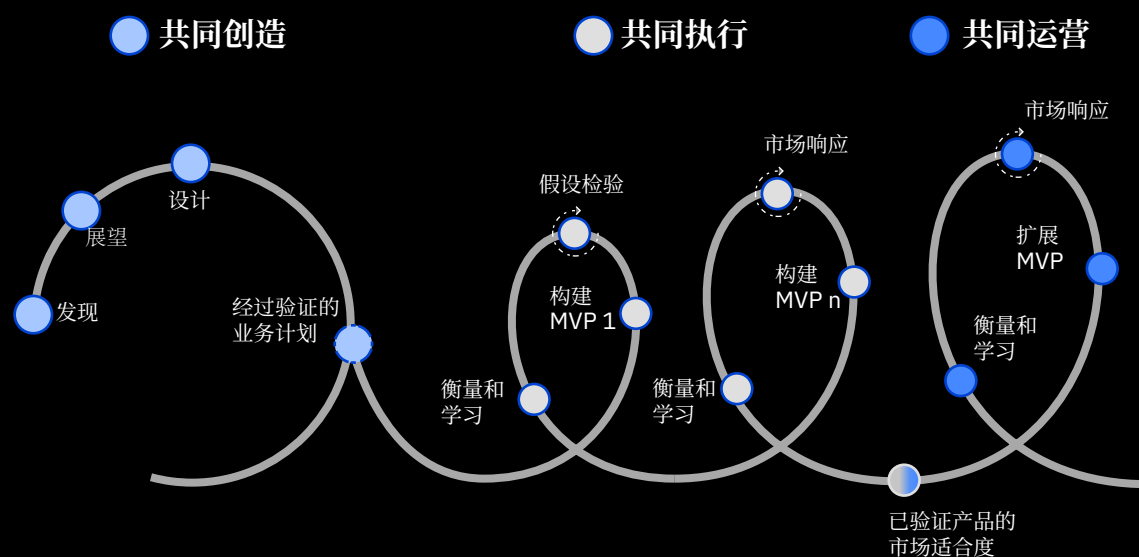 共同创造
共同执行
共同运营
发现
展望
设计
经过验证的
业务计划
假设检验
构建
MVP 1
衡量和
学习
市场响应
构建
MVP n
衡量和
学习
市场响应
扩展
MVP
衡量和
学习
已验证产品的
市场适合度